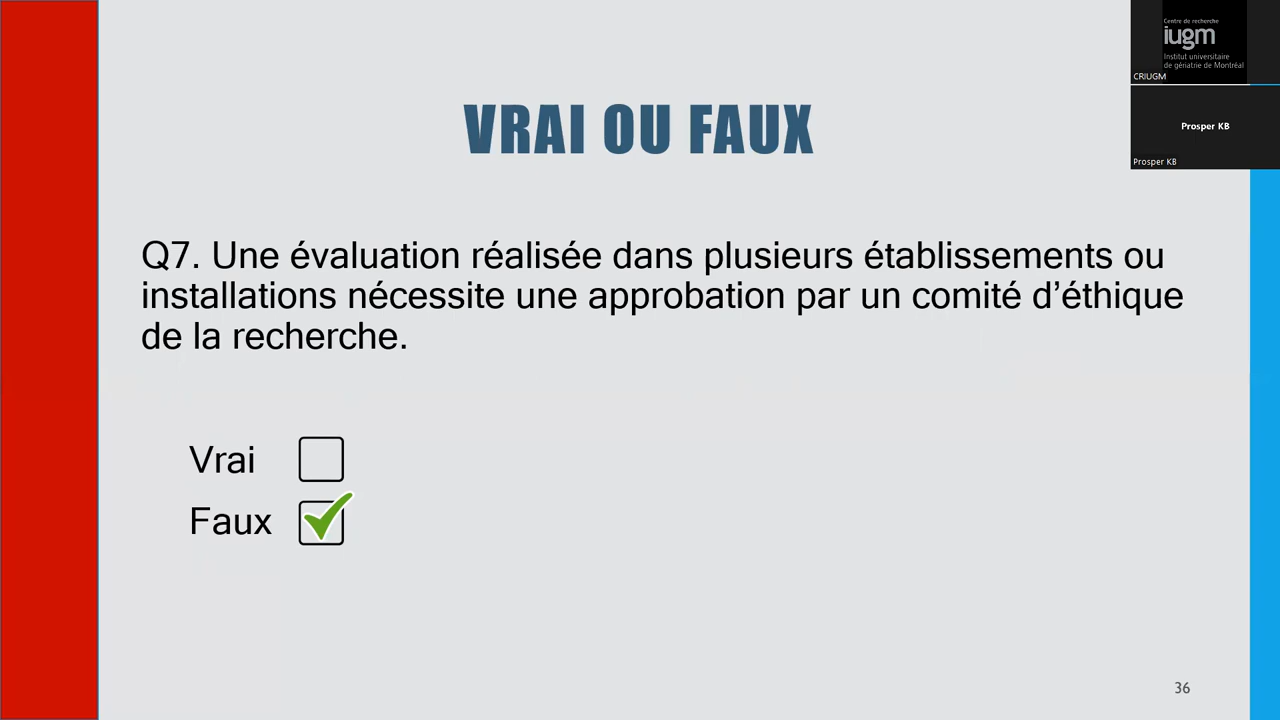 Centre de recherche
iugm
Institut universitaire
de gériatrie de Montréal
CRIUGM
Prosper KB
Prosper KB
VRAI OU FAUX
Q7. Une évaluation réalisée dans plusieurs établissements ou
installations nécessite une approbation par un comité d’éthique
de la recherche.
Vrai
Faux
36